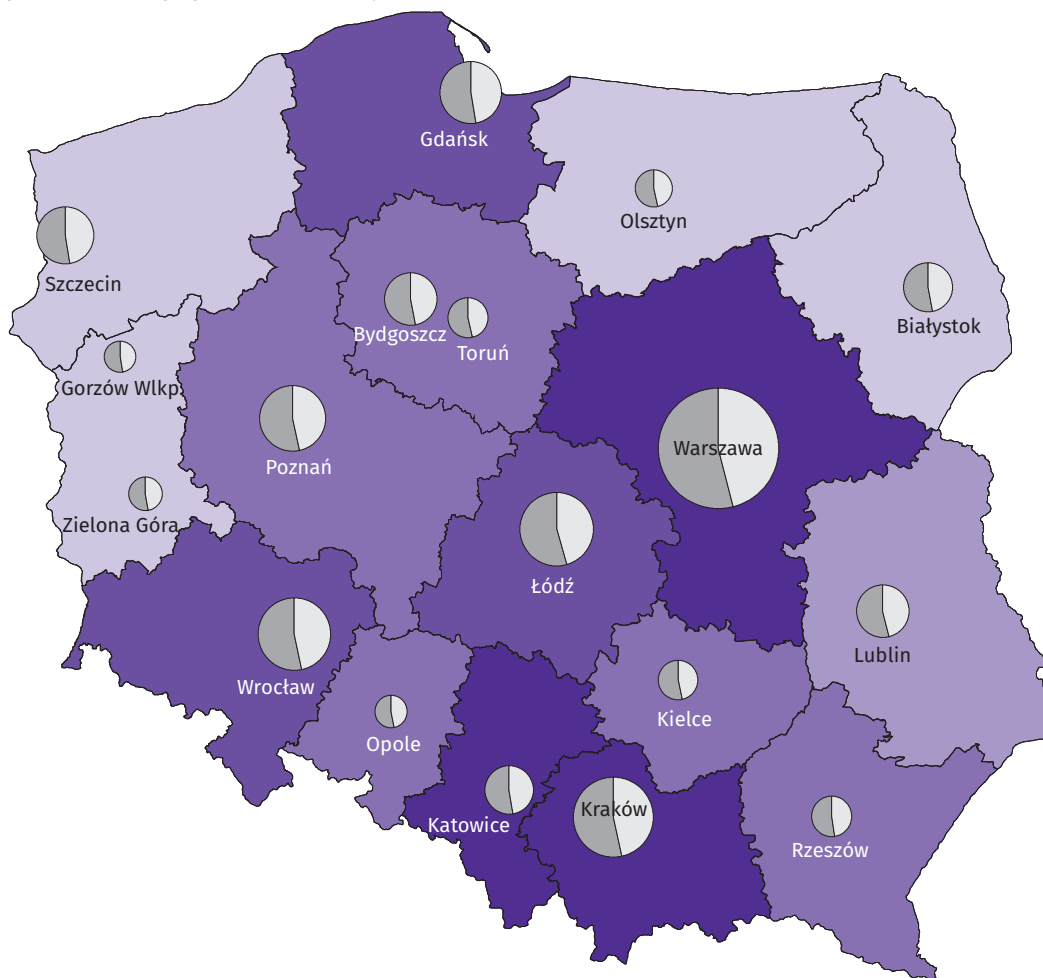 Gdańsk
Olsztyn
Szczecin
Białystok
Bydgoszcz
Toruń
Gorzów Wlkp.
Warszawa
Poznań
Zielona Góra
Łódź
Lublin
Wrocław
Kielce
Opole
Kraków
Katowice
Rzeszów